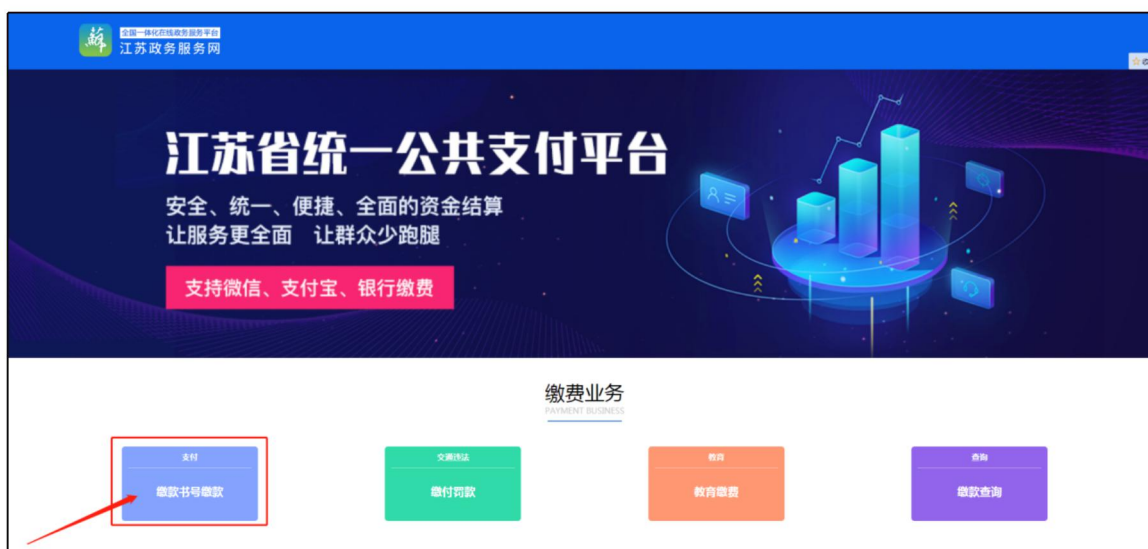 全国一体化在线政务服务平台
江苏政务服务网
江苏省统一公共支付平台
安全、统一、便捷、全面的资金结算
让服务更全面 让群众少跑腿
支持微信、支付宝、银行缴费
缴费业务
PAYMENT BUSINESS
支付
缴款书号缴款
交通违法
缴付罚款
教育
教育缴费
查询
缴款查询